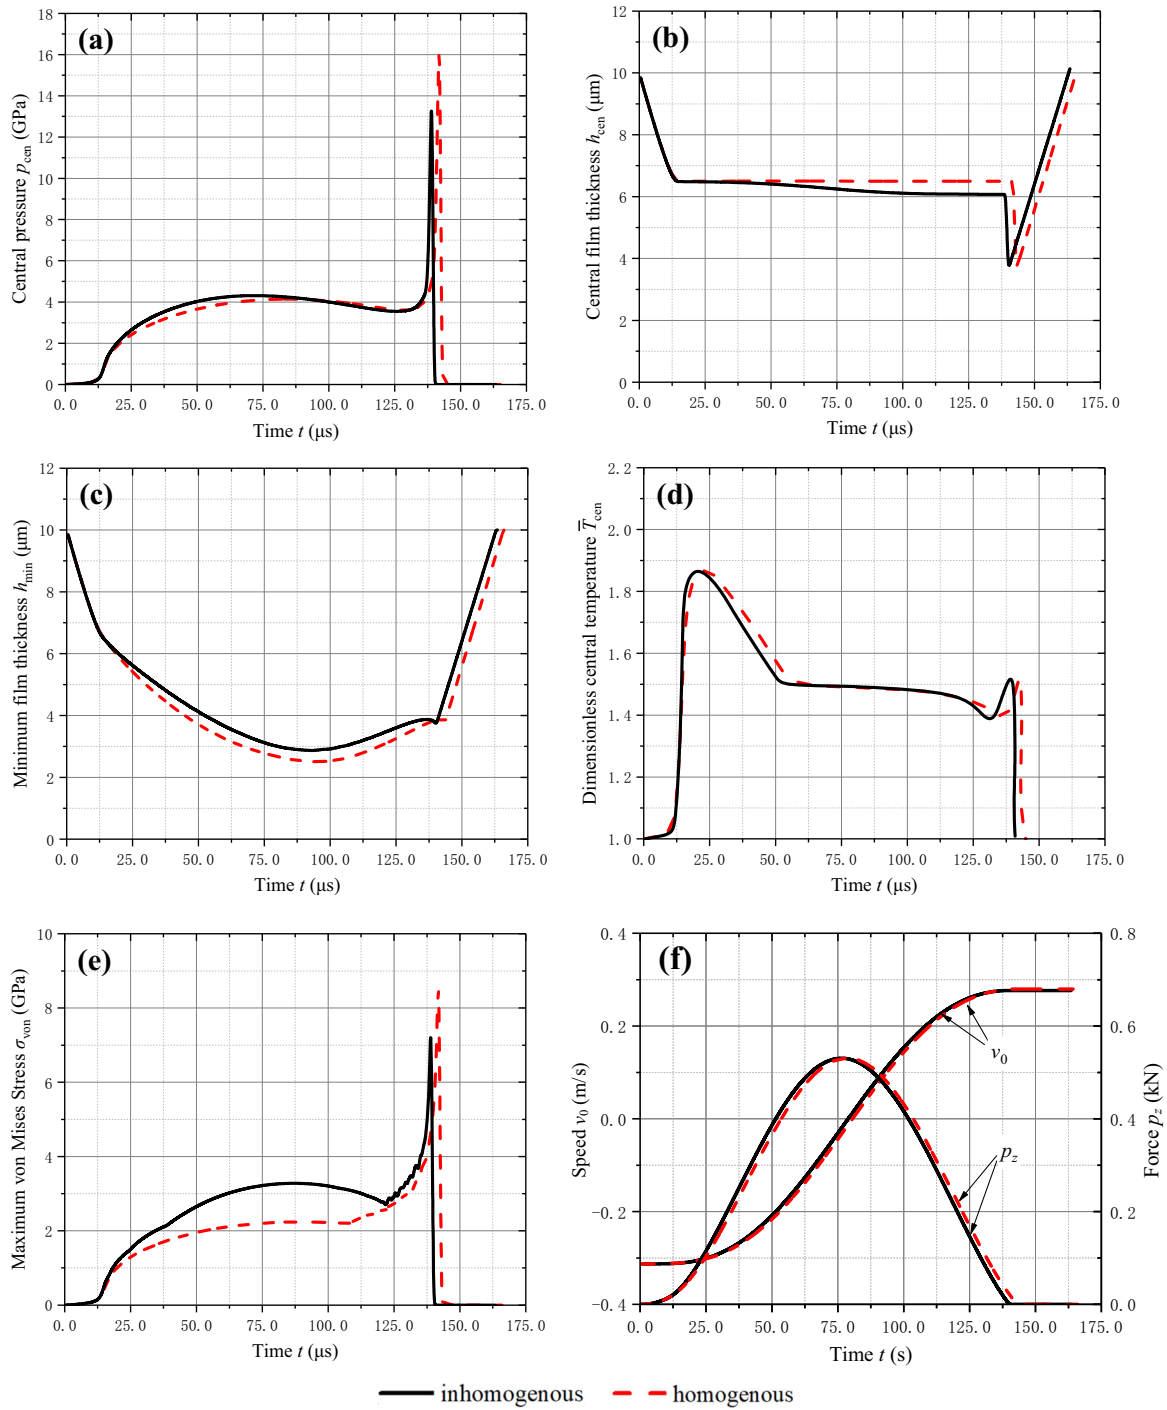 (a)
Central pressure pcen (GPa)
18
16
14
12
10
8
6
4
2
0
0.0 25.0 50.0 75.0 100.0 125.0 150.0 175.0
Time t (μs)
(b)
Central film thickness hcen (μm)
12
10
8
6
4
2
0
0.0 25.0 50.0 75.0 100.0 125.0 150.0 175.0
Time t (μs)
(c)
Minimum film thickness hmin (μm)
12
10
8
6
4
2
0
0.0 25.0 50.0 75.0 100.0 125.0 150.0 175.0
Time t (μs)
(d)
Dimensionless central temperature T̅cen
2.2
2.0
1.8
1.6
1.4
1.2
1.0
0.0 25.0 50.0 75.0 100.0 125.0 150.0 175.0
Time t (μs)
(e)
Maximum von Mises Stress σvon (GPa)
10
8
6
4
2
0
0.0 25.0 50.0 75.0 100.0 125.0 150.0 175.0
Time t (μs)
(f)
Speed v0 (m/s)
0.4
0.2
0.0
−0.2
−0.4
v0
pz
0.8
0.6
0.4
0.2
0.0
Force pz (kN)
0.0 25.0 50.0 75.0 100.0 125.0 150.0 175.0
Time t (s)
inhomogenous homogenous